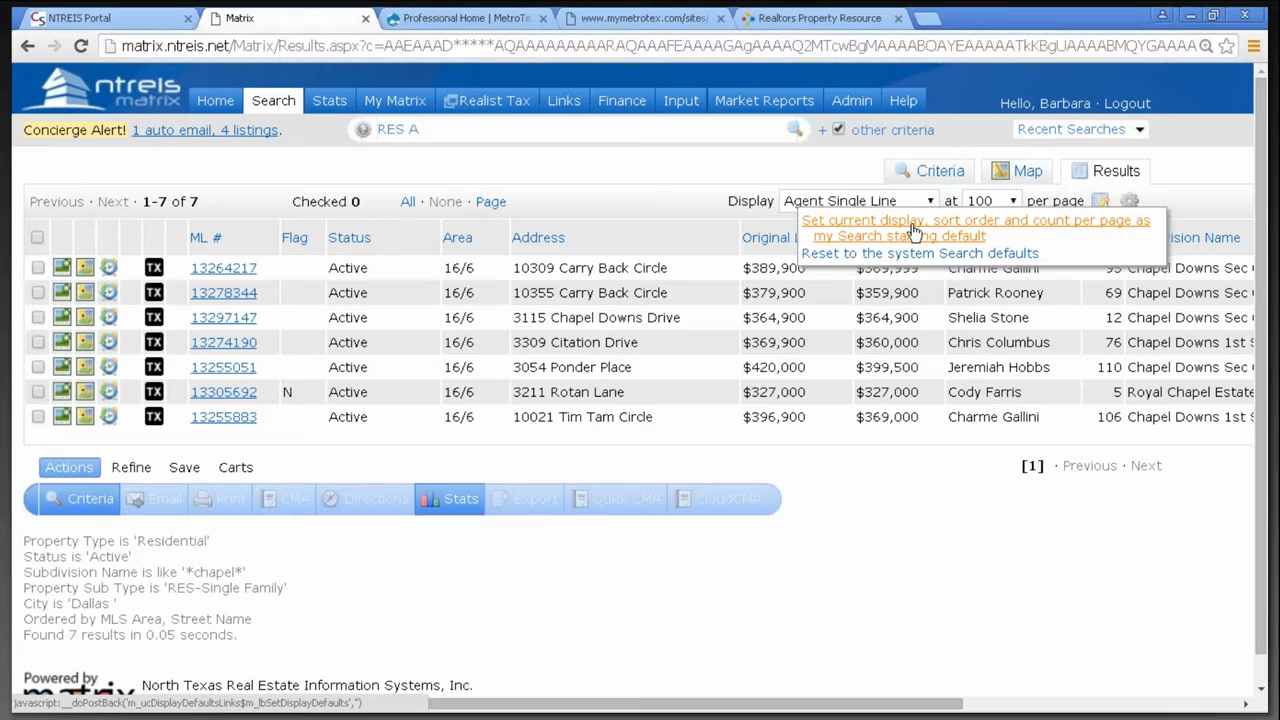 NTREIS Portal
Matrix
Professional Home | MetroTe
www.mymetrotex.com/sites/
Realtors Property Resource
matrix.ntreis.net/Matrix/Results.aspx?c=AAEAAAD*****AQAAAAAAAAARAQAAAFEAAAAGAgAAAAQ2MTcwBgMAAAABOAYEAAAAATkKBgUAAAABMQYGAAAA
ntreis matrix
Home Search Stats My Matrix Realist Tax Links Finance Input Market Reports Admin Help
Hello, Barbara · Logout
Concierge Alert! 1 auto email, 4 listings.
RES A
+ other criteria
Recent Searches
Criteria Map Results
Previous · Next · 1-7 of 7 Checked 0 All · None · Page Display Agent Single Line at 100 per page
Set current display, sort order and count per page as
my Search starting default
Reset to the system Search defaults
ML # Flag Status Area Address Original
13264217 Active 16/6 10309 Carry Back Circle $389,900 $369,999 Charme Gallini 95 Chapel Downs Sec
13278344 Active 16/6 10355 Carry Back Circle $379,900 $359,900 Patrick Rooney 69 Chapel Downs Sec
13297147 Active 16/6 3115 Chapel Downs Drive $364,900 $364,900 Shelia Stone 12 Chapel Downs Sec
13274190 Active 16/6 3309 Citation Drive $369,900 $360,000 Chris Columbus 76 Chapel Downs 1st S
13255051 Active 16/6 3054 Ponder Place $420,000 $399,500 Jeremiah Hobbs 110 Chapel Downs Sec
13305692 N Active 16/6 3211 Rotan Lane $327,000 $327,000 Cody Farris 5 Royal Chapel Estate
13255883 Active 16/6 10021 Tim Tam Circle $396,900 $369,000 Charme Gallini 106 Chapel Downs 1st S
Actions Refine Save Carts
[1] · Previous · Next
Criteria Email Print CMA Directions Stats Export Quick CMA CloudCMA
Property Type is 'Residential'
Status is 'Active'
Subdivision Name is like '*chapel*'
Property Sub Type is 'RES-Single Family'
City is 'Dallas '
Ordered by MLS Area, Street Name
Found 7 results in 0.05 seconds.
Powered by
matrix
North Texas Real Estate Information Systems, Inc.
javascript:__doPostBack('m_ucDisplayDefaultsLinks$m_lbSetDisplayDefaults','')